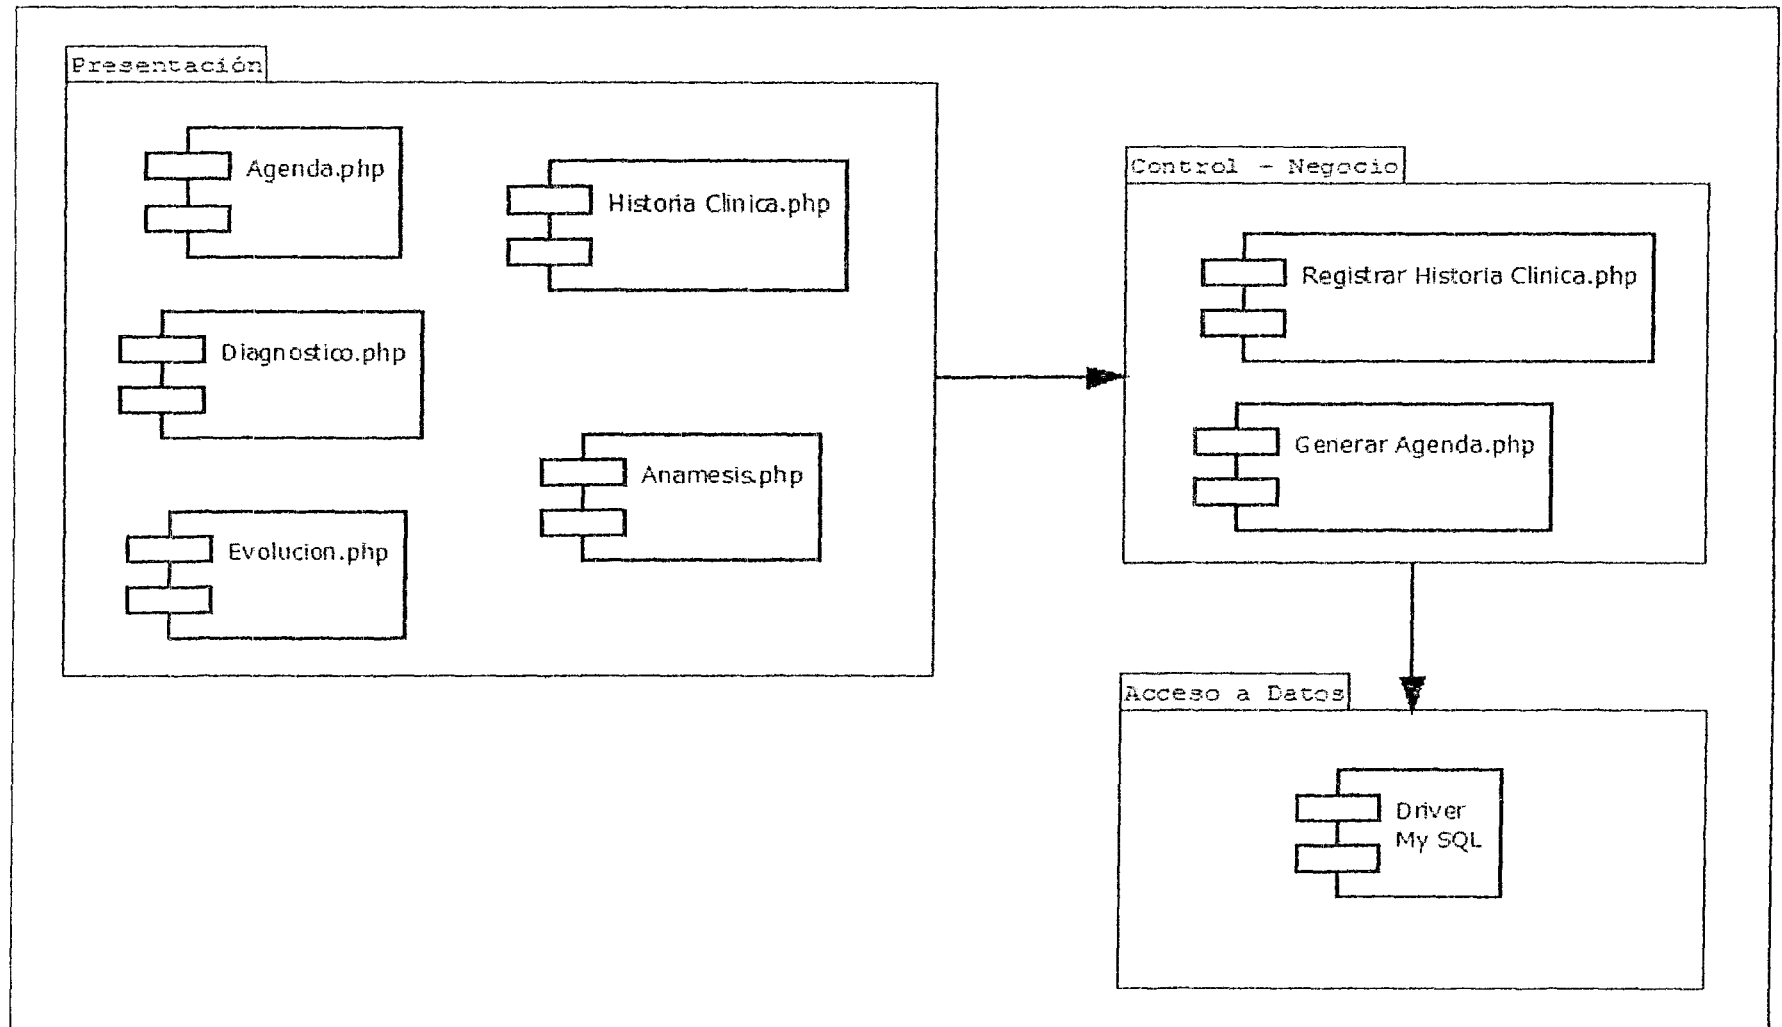 Presentación
Agenda.php
Historia Clinica.php
Diagnostico.php
Anamesis.php
Evolucion.php
Control - Negocio
Registrar Historia Clinica.php
Generar Agenda.php
Acceso a Datos
Driver
My SQL